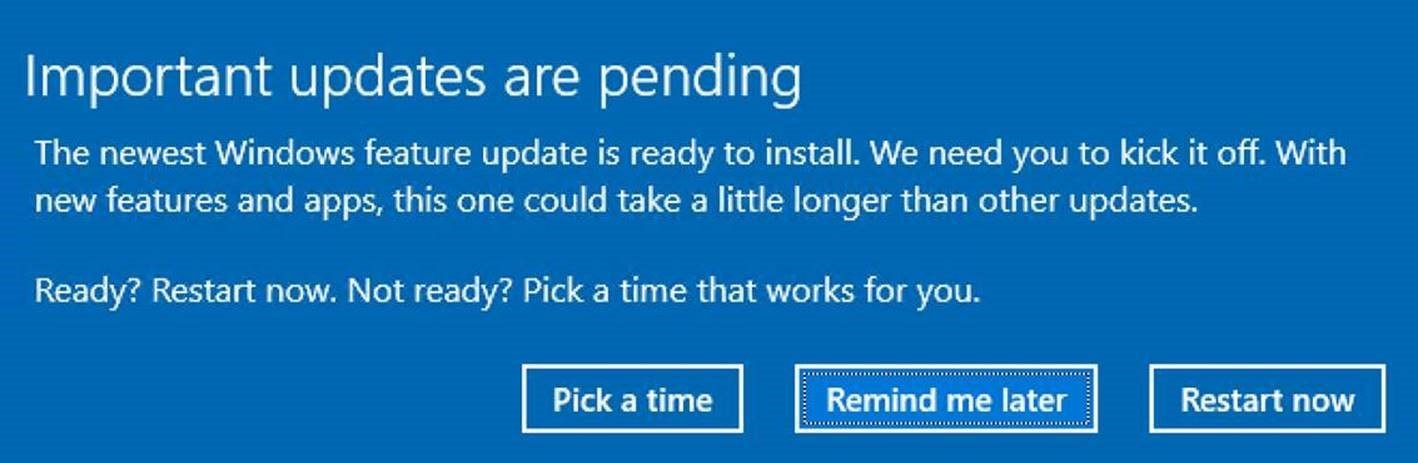 Important updates are pending
The newest Windows feature update is ready to install. We need you to kick it off. With
new features and apps, this one could take a little longer than other updates.
Ready? Restart now. Not ready? Pick a time that works for you.
Pick a time
Remind me later
Restart now